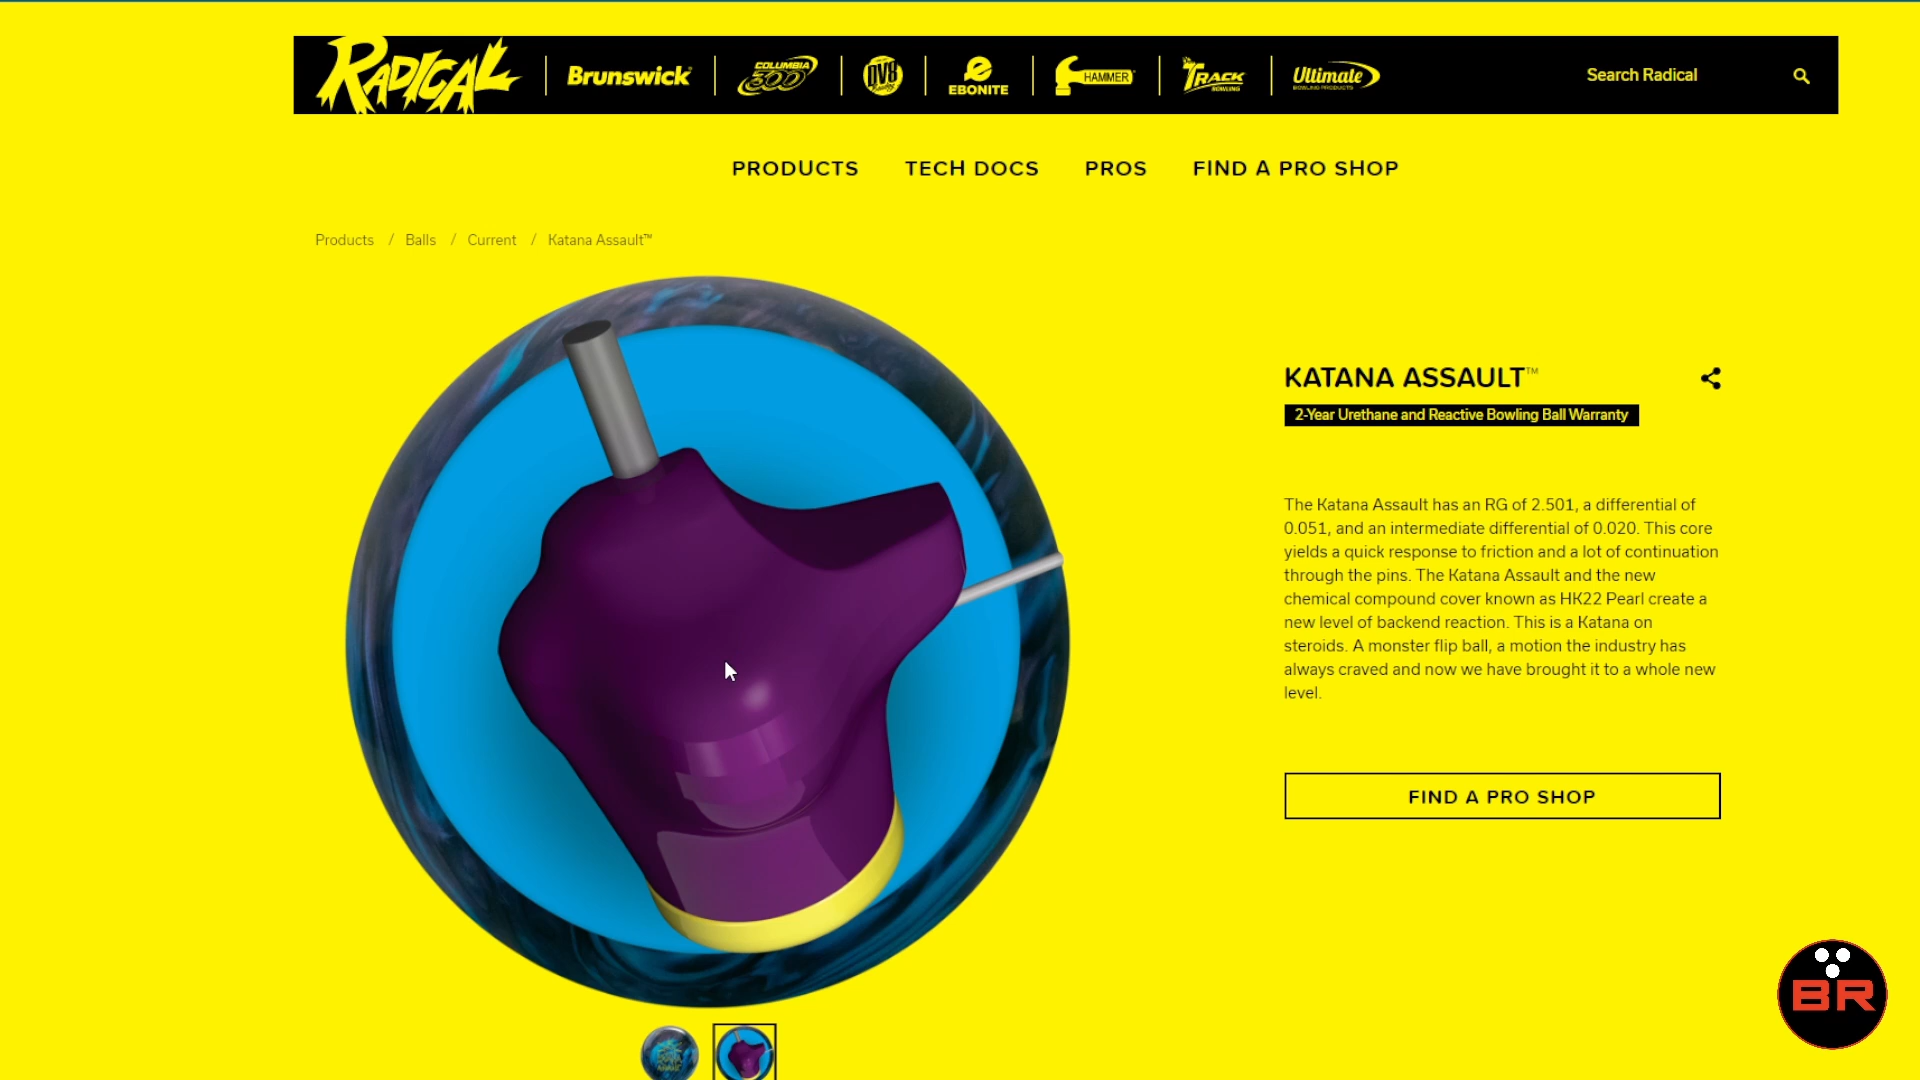 RADICAL Brunswick COLUMBIA 300 DV8 EBONITE HAMMER TRACK BOWLING Ultimate BOWLING PRODUCTS Search Radical
PRODUCTS TECH DOCS PROS FIND A PRO SHOP
Products / Balls / Current / Katana Assault™
KATANA ASSAULT™
2-Year Urethane and Reactive Bowling Ball Warranty
The Katana Assault has an RG of 2.501, a differential of
0.051, and an intermediate differential of 0.020. This core
yields a quick response to friction and a lot of continuation
through the pins. The Katana Assault and the new
chemical compound cover known as HK22 Pearl create a
new level of backend reaction. This is a Katana on
steroids. A monster flip ball, a motion the industry has
always craved and now we have brought it to a whole new
level.
FIND A PRO SHOP
BR